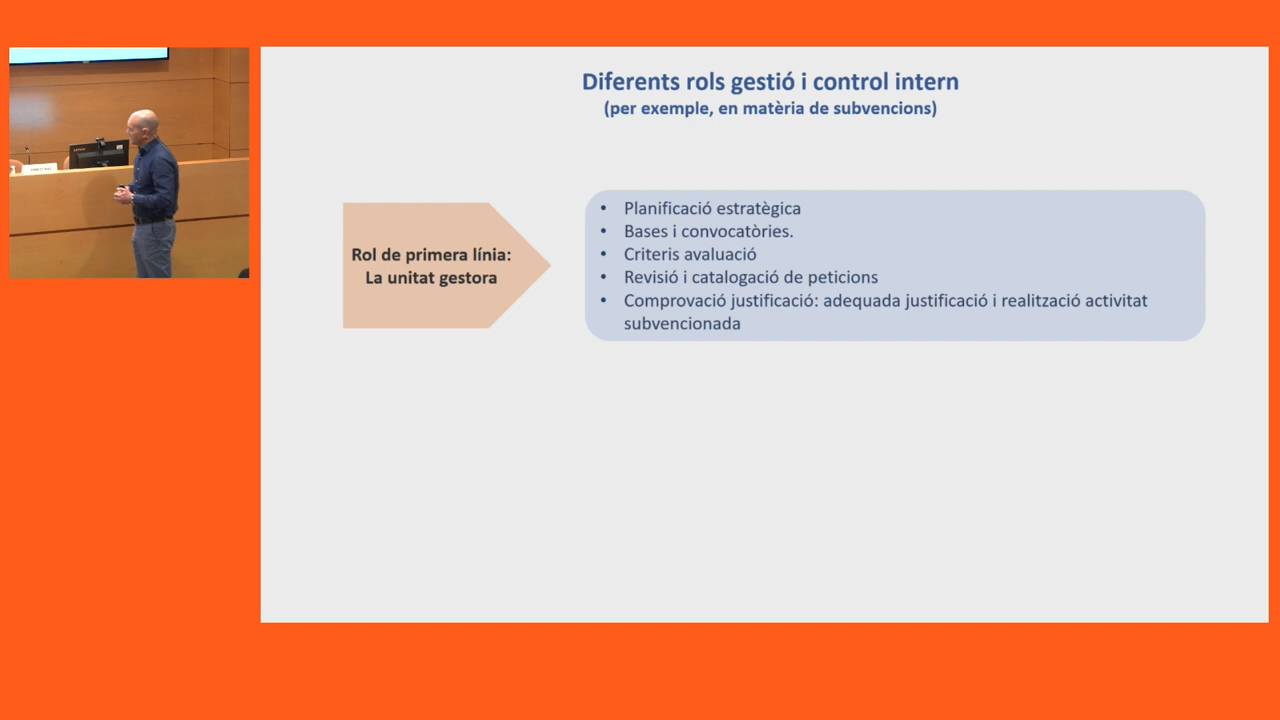 Diferents rols gestió i control intern
(per exemple, en matèria de subvencions)
Rol de primera línia:
La unitat gestora
• Planificació estratègica
• Bases i convocatòries.
• Criteris avaluació
• Revisió i catalogació de peticions
• Comprovació justificació: adequada justificació i realització activitat
subvencionada